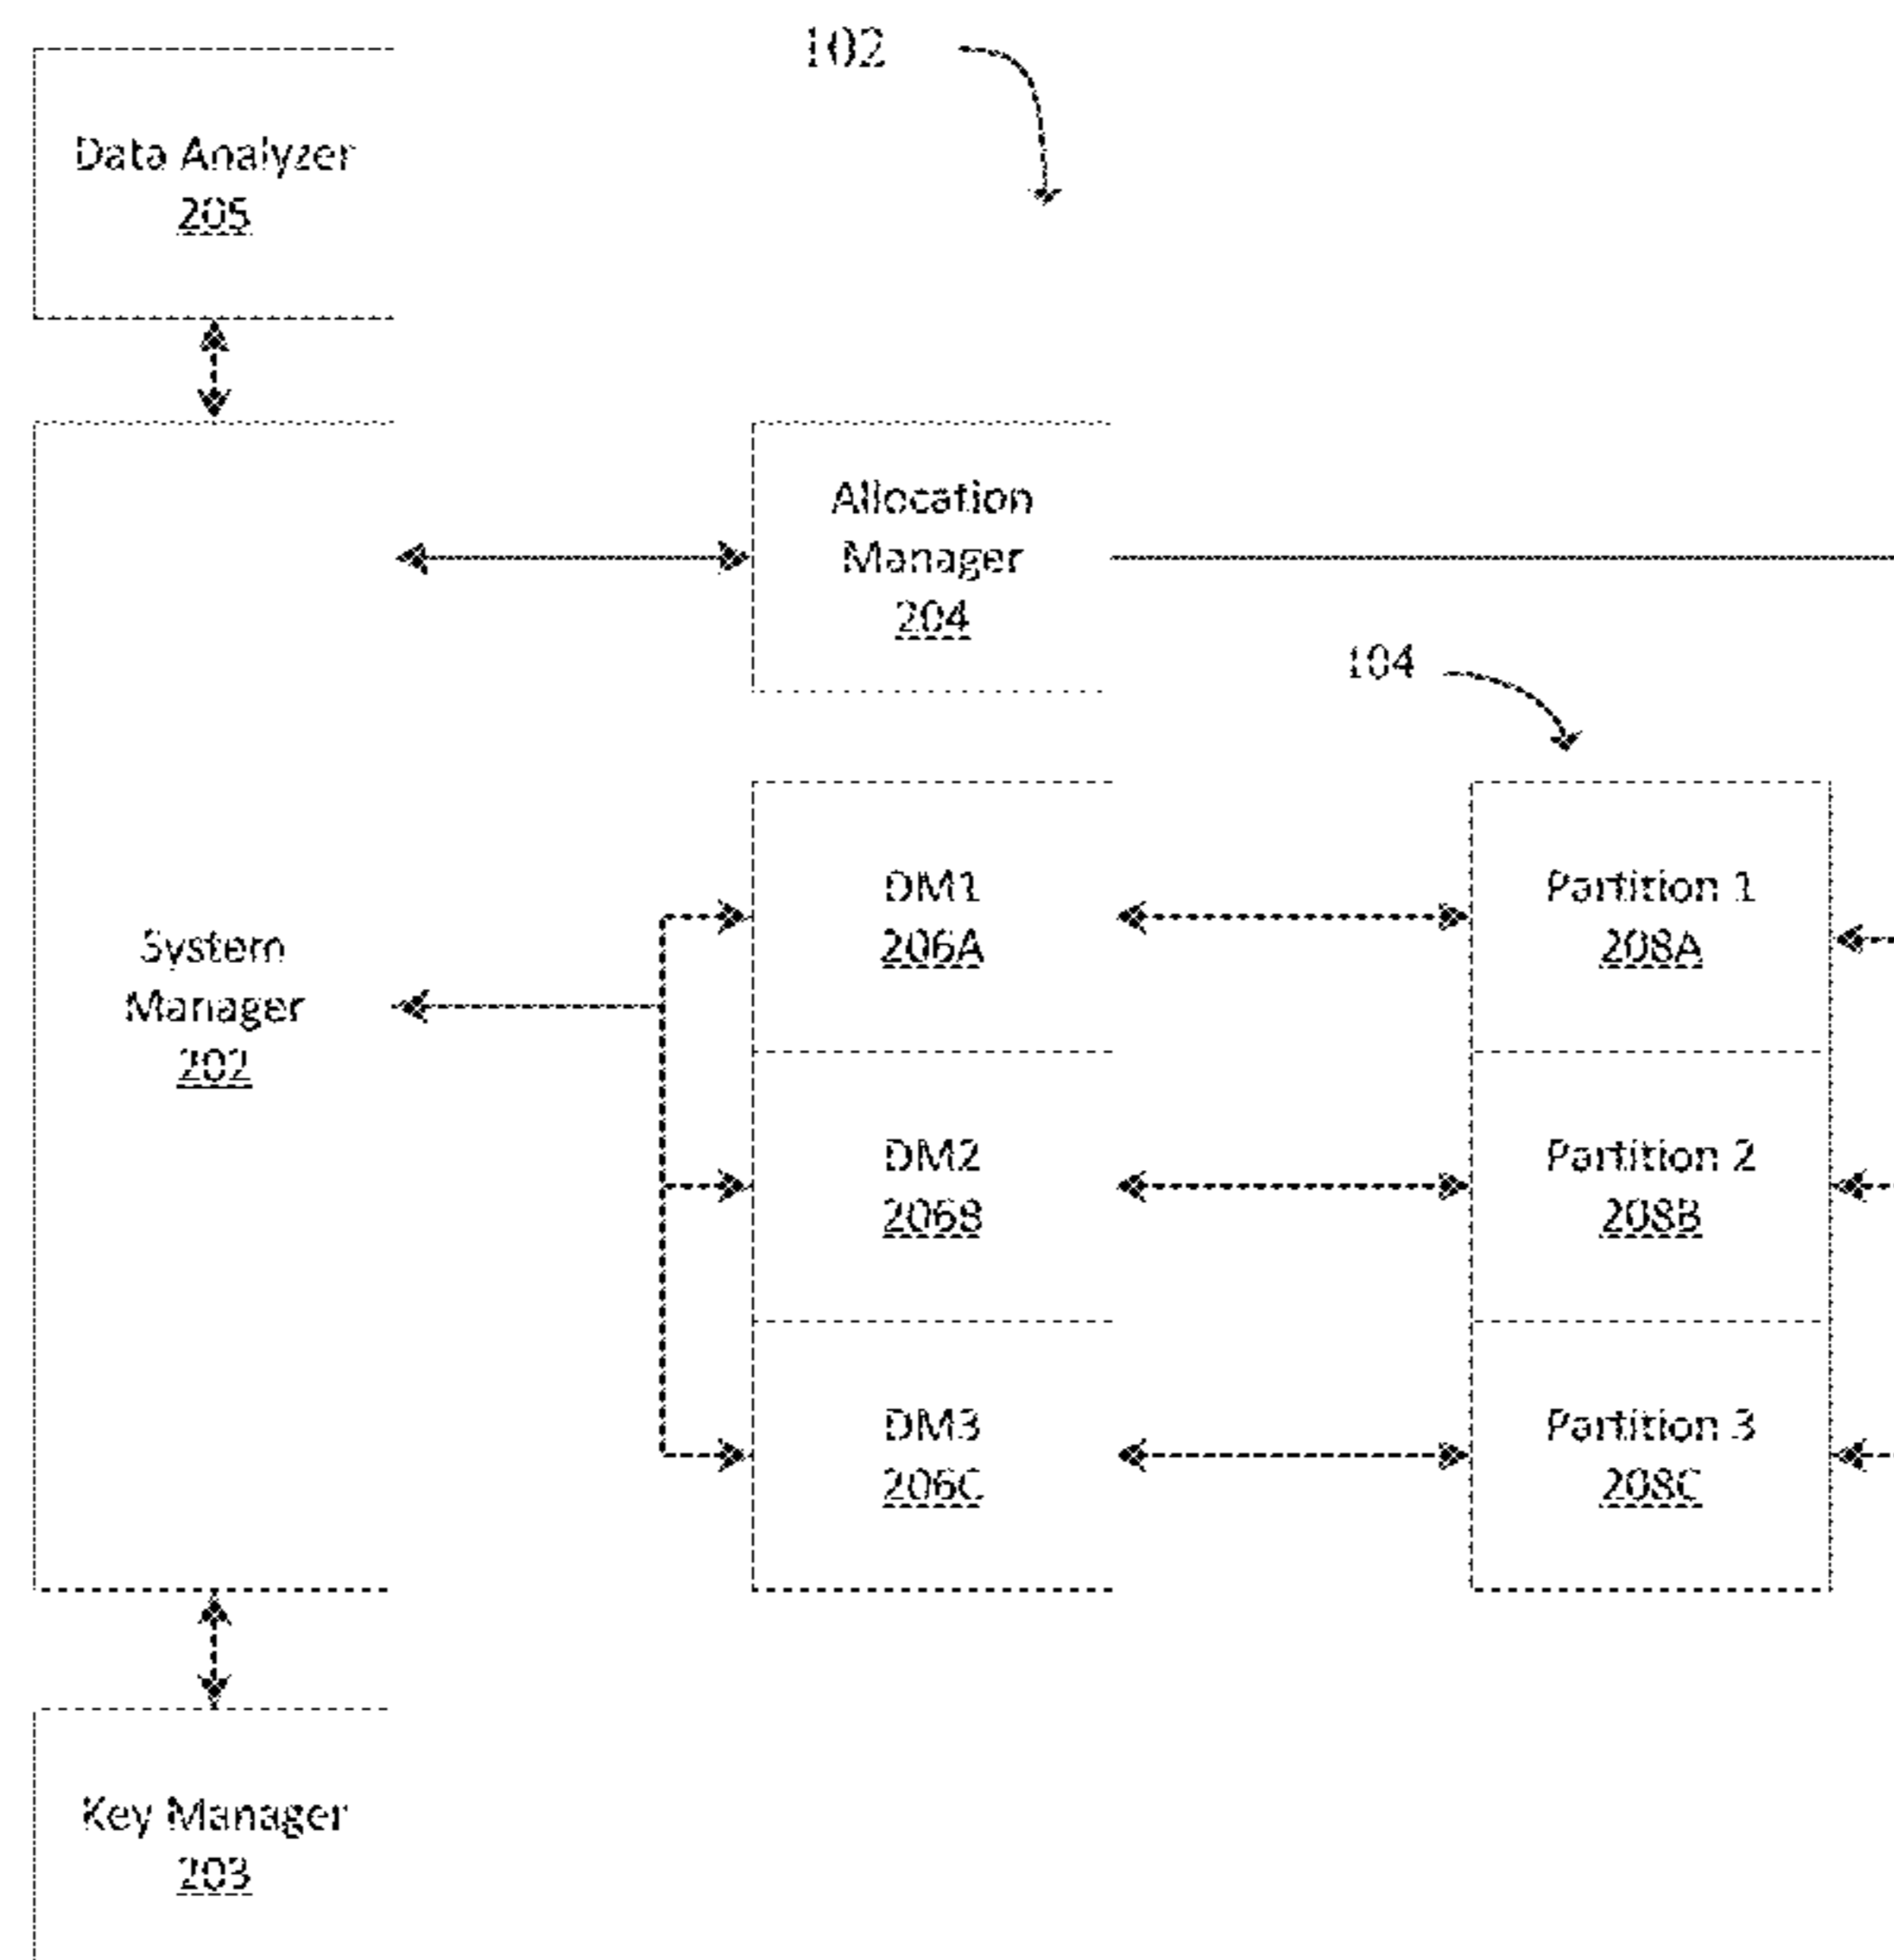 102
Data Analyzer
205
Allocation
Manager
204
104
System
Manager
202
DM1
206A
Partition 1
208A
DM2
206B
Partition 2
208B
DM3
206C
Partition 3
208C
Key Manager
203